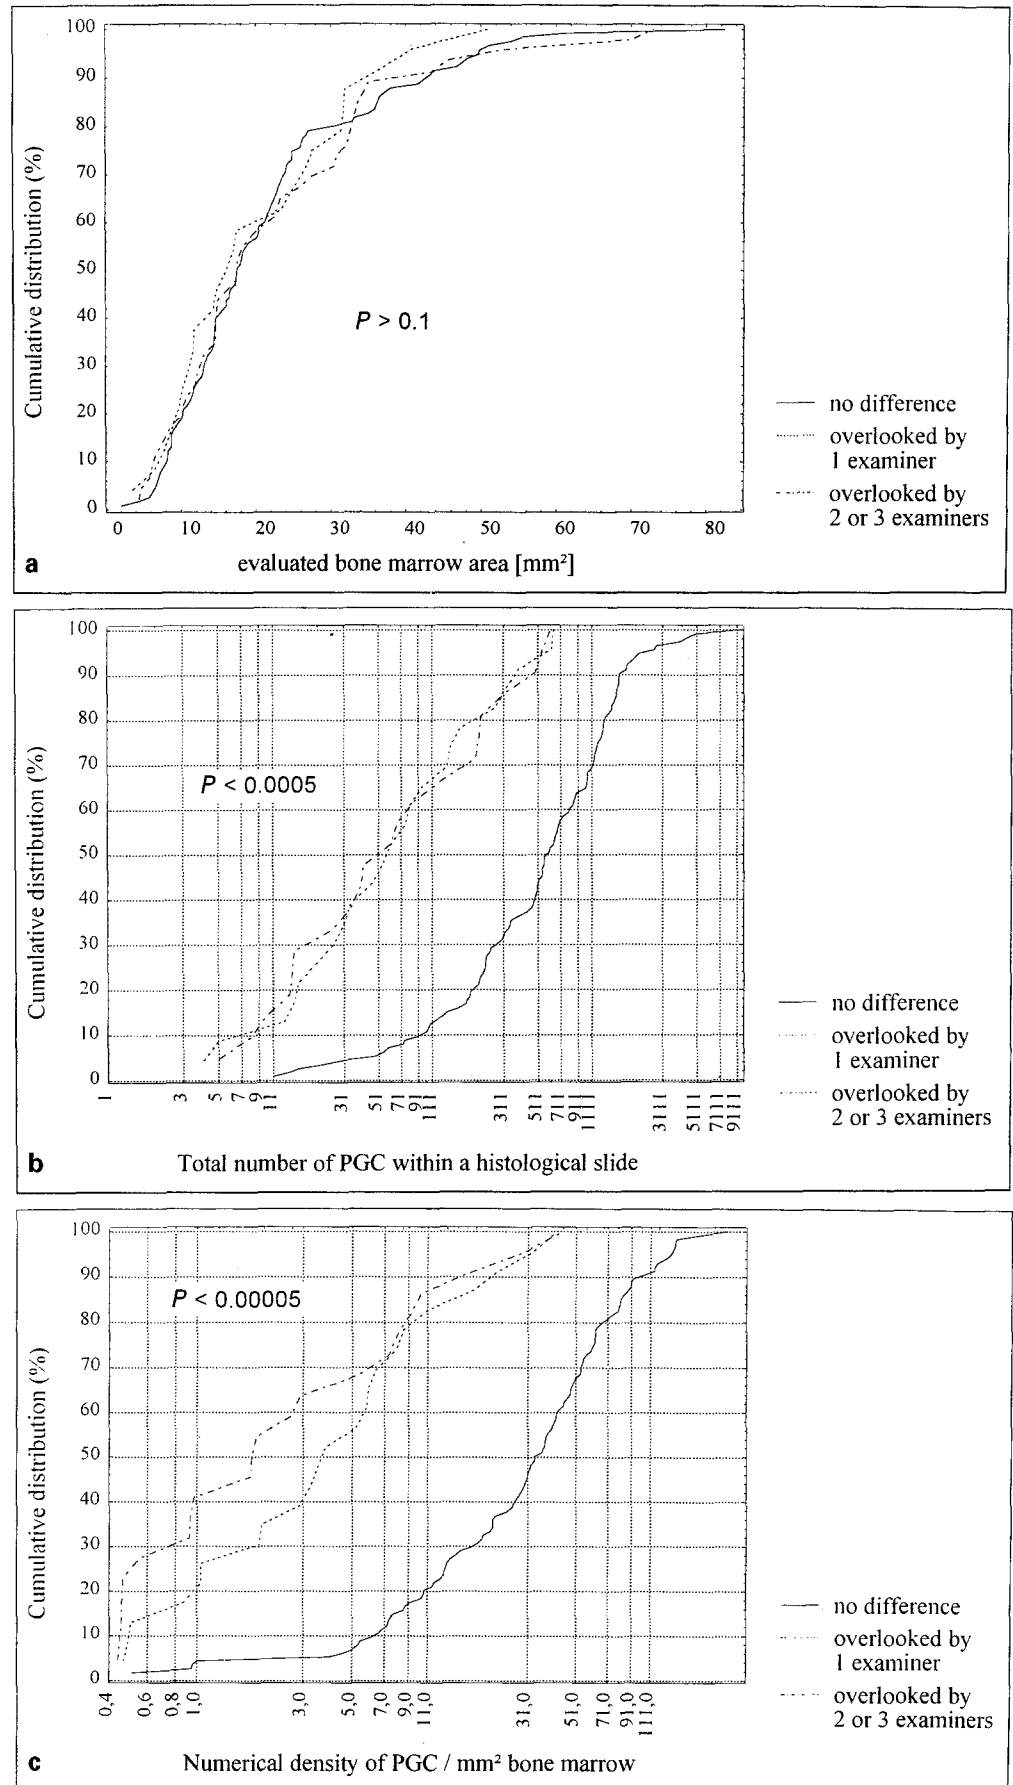 100
90
80
70
60
50
40
30
20
10
0
Cumulative distribution (%)
P > 0.1
no difference
overlooked by
1 examiner
overlooked by
2 or 3 examiners
0 10 20 30 40 50 60 70 80
a
evaluated bone marrow area [mm²]
100
90
80
70
60
50
40
30
20
10
0
Cumulative distribution (%)
P < 0.0005
no difference
overlooked by
1 examiner
overlooked by
2 or 3 examiners
1 3 5 7 9 11 31 51 71 91 111 311 511 711 911 1111 3111 5111 7111 9111
b
Total number of PGC within a histological slide
100
90
80
70
60
50
40
30
20
10
0
Cumulative distribution (%)
P < 0.00005
no difference
overlooked by
1 examiner
overlooked by
2 or 3 examiners
0,4 0,6 0,8 1,0 3,0 5,0 7,0 9,0 11,0 31,0 51,0 71,0 91,0 111,0
c
Numerical density of PGC / mm² bone marrow